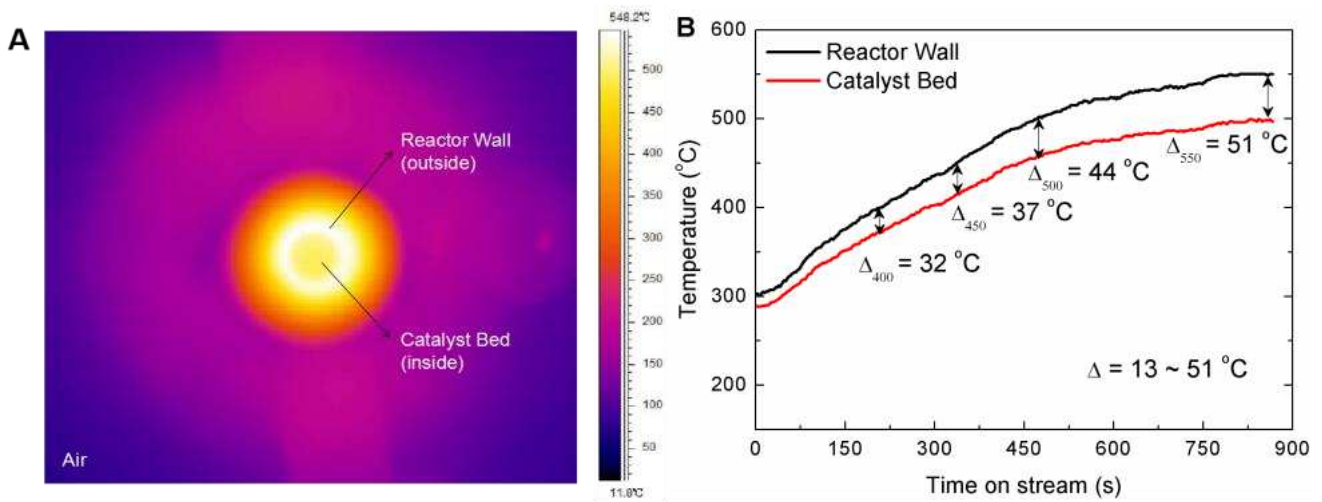 A
Reactor Wall
(outside)
Catalyst Bed
(inside)
Air
548.2°C
500
450
400
350
300
250
200
150
100
50
11.8°C
B
Reactor Wall
Catalyst Bed
Temperature (°C)
600
500
400
300
200
Δ550 = 51 °C
Δ500 = 44 °C
Δ450 = 37 °C
Δ400 = 32 °C
Δ = 13 ~ 51 °C
0 150 300 450 600 750 900
Time on stream (s)